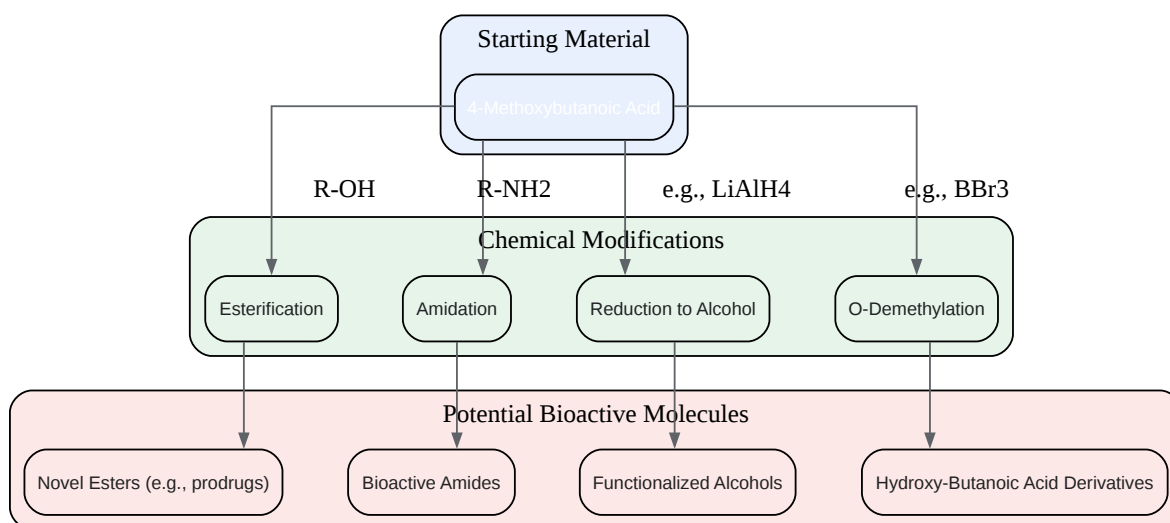 Starting Material
4-Methoxybutanoic Acid
R-OH
R-NH2
e.g., LiAlH4
e.g., BBr3
Chemical Modifications
Esterification
Amidation
Reduction to Alcohol
O-Demethylation
Potential Bioactive Molecules
Novel Esters (e.g., prodrugs)
Bioactive Amides
Functionalized Alcohols
Hydroxy-Butanoic Acid Derivatives